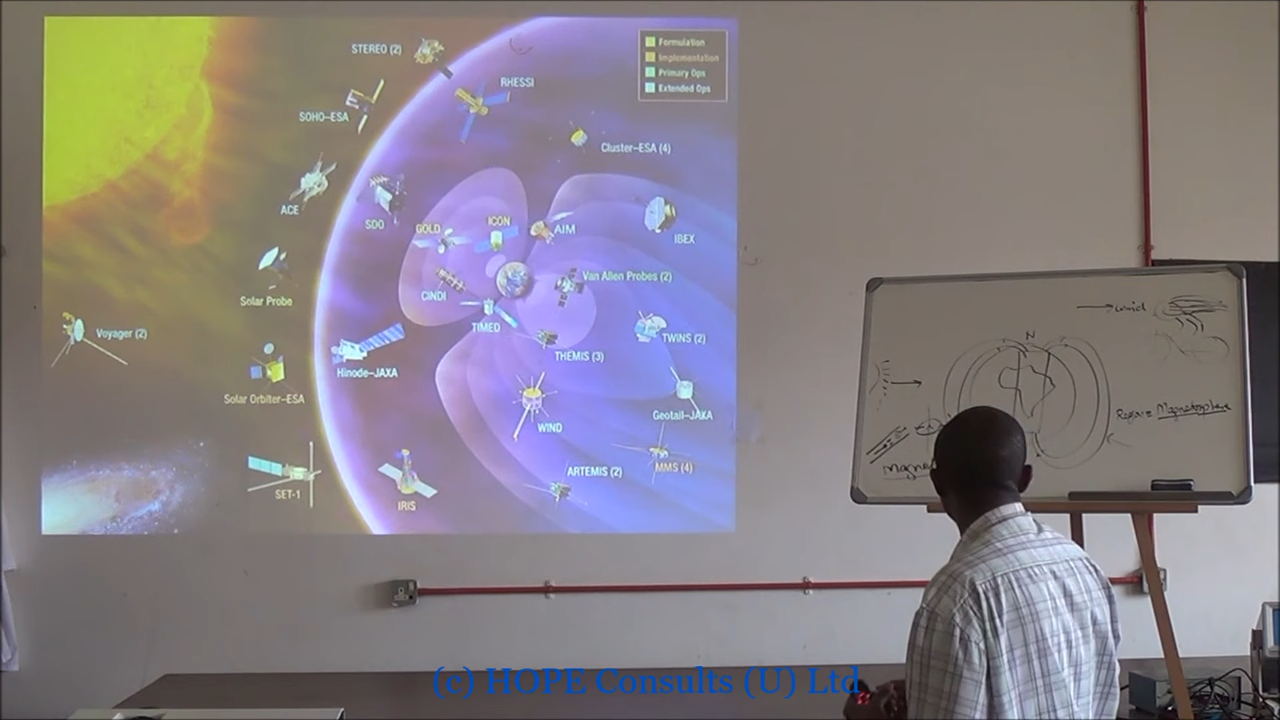 STEREO (2)
RHESSI
SOHO–ESA
Cluster–ESA (4)
ACE
SDO
GOLD
ICON
AIM
IBEX
Solar Probe
CINDI
Van Allen Probes (2)
Voyager (2)
TIMED
THEMIS (3)
TWINS (2)
Hinode–JAXA
Solar Orbiter–ESA
WIND
Geotail–JAXA
SET-1
IRIS
ARTEMIS (2)
MMS (4)
Formulation
Implementation
Primary Ops
Extended Ops
N
(c) HOPE Consults (U) Ltd